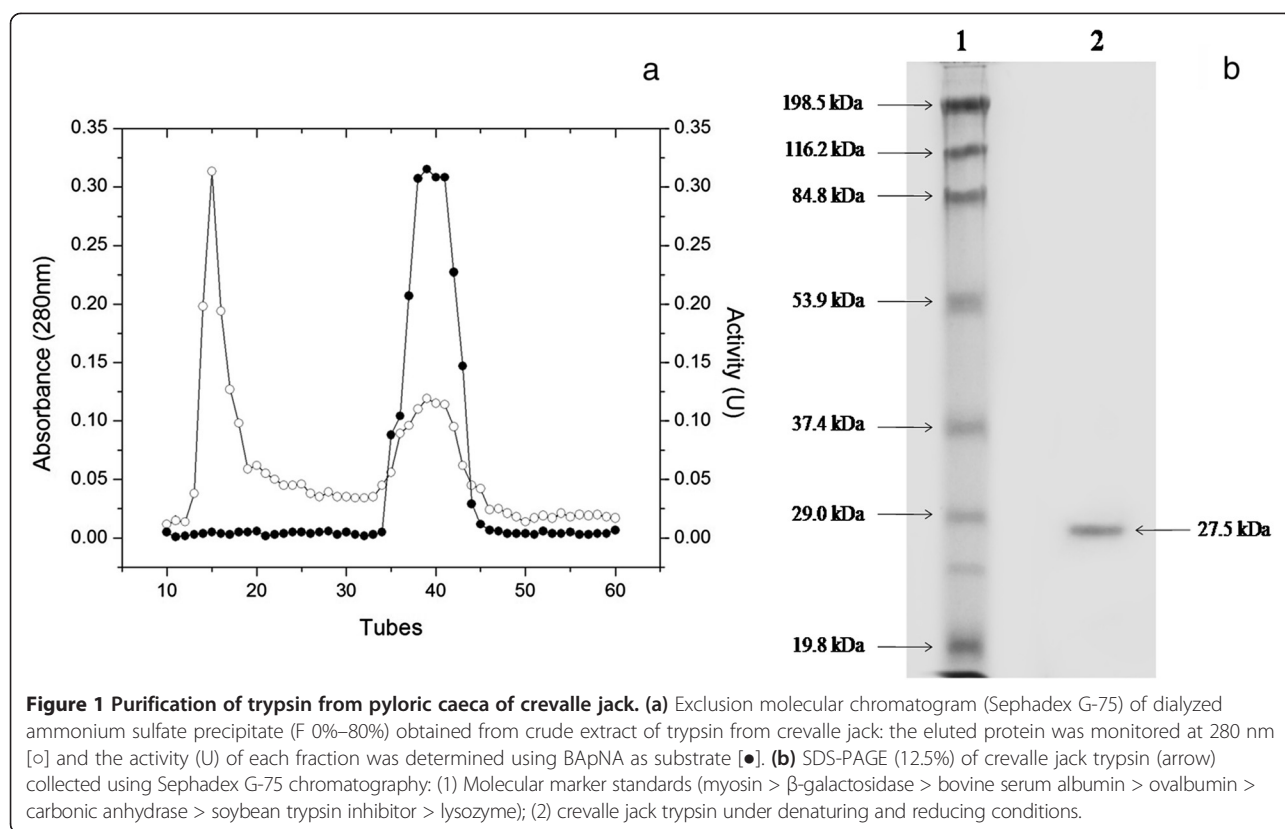 a
0.35
0.30
0.25
0.20
0.15
0.10
0.05
0.00
Absorbance (280nm)
0.35
0.30
0.25
0.20
0.15
0.10
0.05
0.00
Activity (U)
10 20 30 40 50 60
Tubes
1 2
b
198.5 kDa
116.2 kDa
84.8 kDa
53.9 kDa
37.4 kDa
29.0 kDa
27.5 kDa
19.8 kDa
Figure 1 Purification of trypsin from pyloric caeca of crevalle jack. (a) Exclusion molecular chromatogram (Sephadex G-75) of dialyzed
ammonium sulfate precipitate (F 0%–80%) obtained from crude extract of trypsin from crevalle jack: the eluted protein was monitored at 280 nm
[○] and the activity (U) of each fraction was determined using BApNA as substrate [●]. (b) SDS-PAGE (12.5%) of crevalle jack trypsin (arrow)
collected using Sephadex G-75 chromatography: (1) Molecular marker standards (myosin > β-galactosidase > bovine serum albumin > ovalbumin >
carbonic anhydrase > soybean trypsin inhibitor > lysozyme); (2) crevalle jack trypsin under denaturing and reducing conditions.